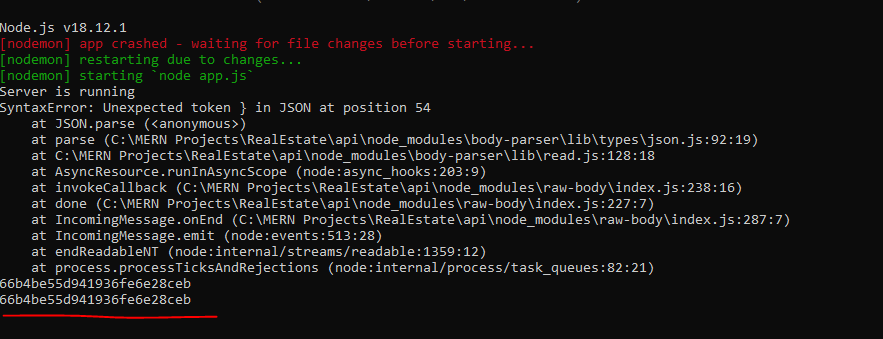 Node.js v18.12.1
[nodemon] app crashed - waiting for file changes before starting...
[nodemon] restarting due to changes...
[nodemon] starting `node app.js`
Server is running
SyntaxError: Unexpected token } in JSON at position 54
    at JSON.parse (<anonymous>)
    at parse (C:\MERN Projects\RealEstate\api\node_modules\body-parser\lib\types\json.js:92:19)
    at C:\MERN Projects\RealEstate\api\node_modules\body-parser\lib\read.js:128:18
    at AsyncResource.runInAsyncScope (node:async_hooks:203:9)
    at invokeCallback (C:\MERN Projects\RealEstate\api\node_modules\raw-body\index.js:238:16)
    at done (C:\MERN Projects\RealEstate\api\node_modules\raw-body\index.js:227:7)
    at IncomingMessage.onEnd (C:\MERN Projects\RealEstate\api\node_modules\raw-body\index.js:287:7)
    at IncomingMessage.emit (node:events:513:28)
    at endReadableNT (node:internal/streams/readable:1359:12)
    at process.processTicksAndRejections (node:internal/process/task_queues:82:21)
66b4be55d941936fe6e28ceb
66b4be55d941936fe6e28ceb